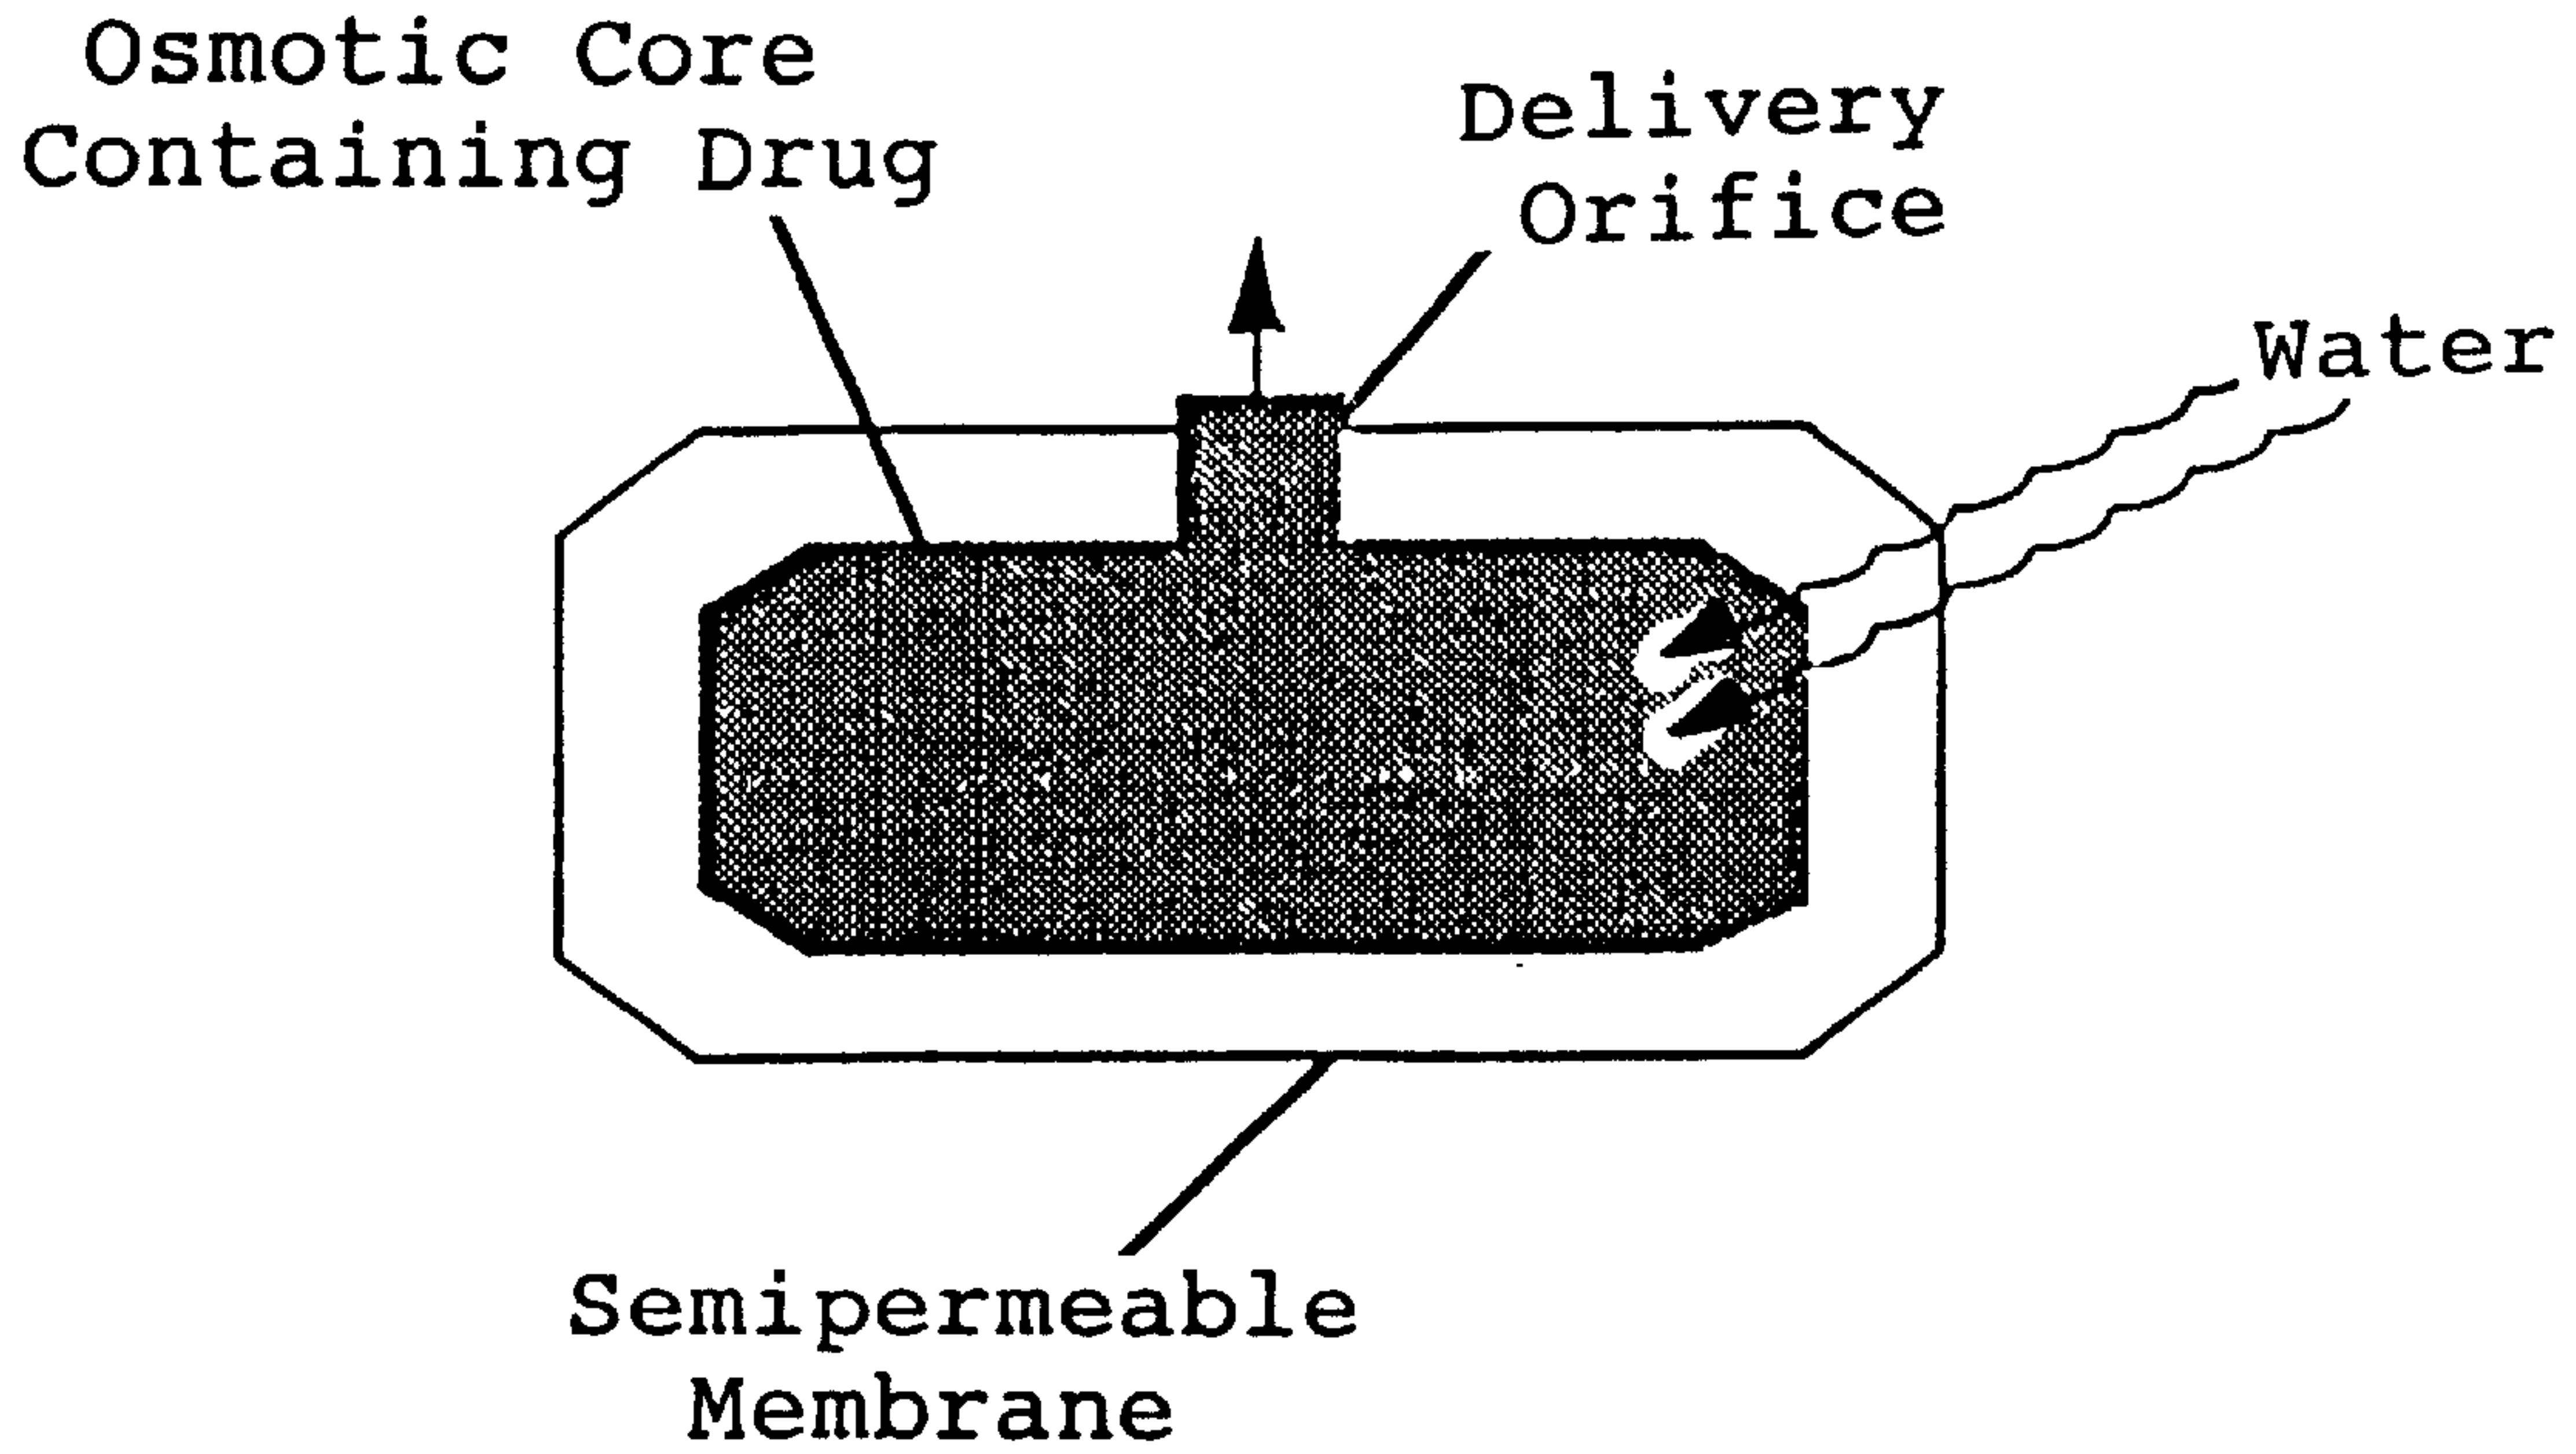 Osmotic Core
Containing Drug
Delivery
Orifice
Water
Semipermeable
Membrane